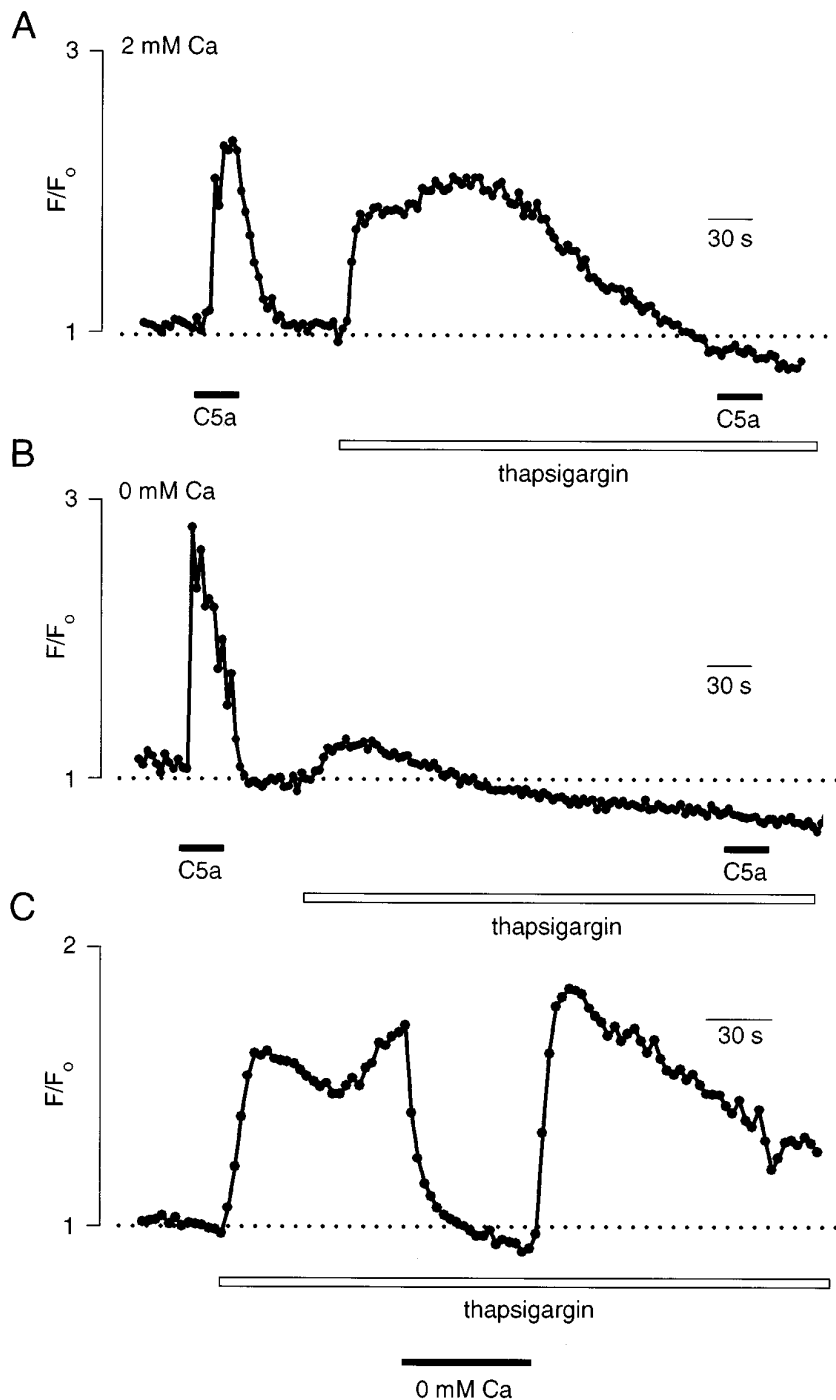 A
3
2 mM Ca
F/Fo
30 s
1
C5a
C5a
thapsigargin
B
3
0 mM Ca
F/Fo
30 s
1
C5a
C5a
thapsigargin
C
2
30 s
F/Fo
1
thapsigargin
0 mM Ca